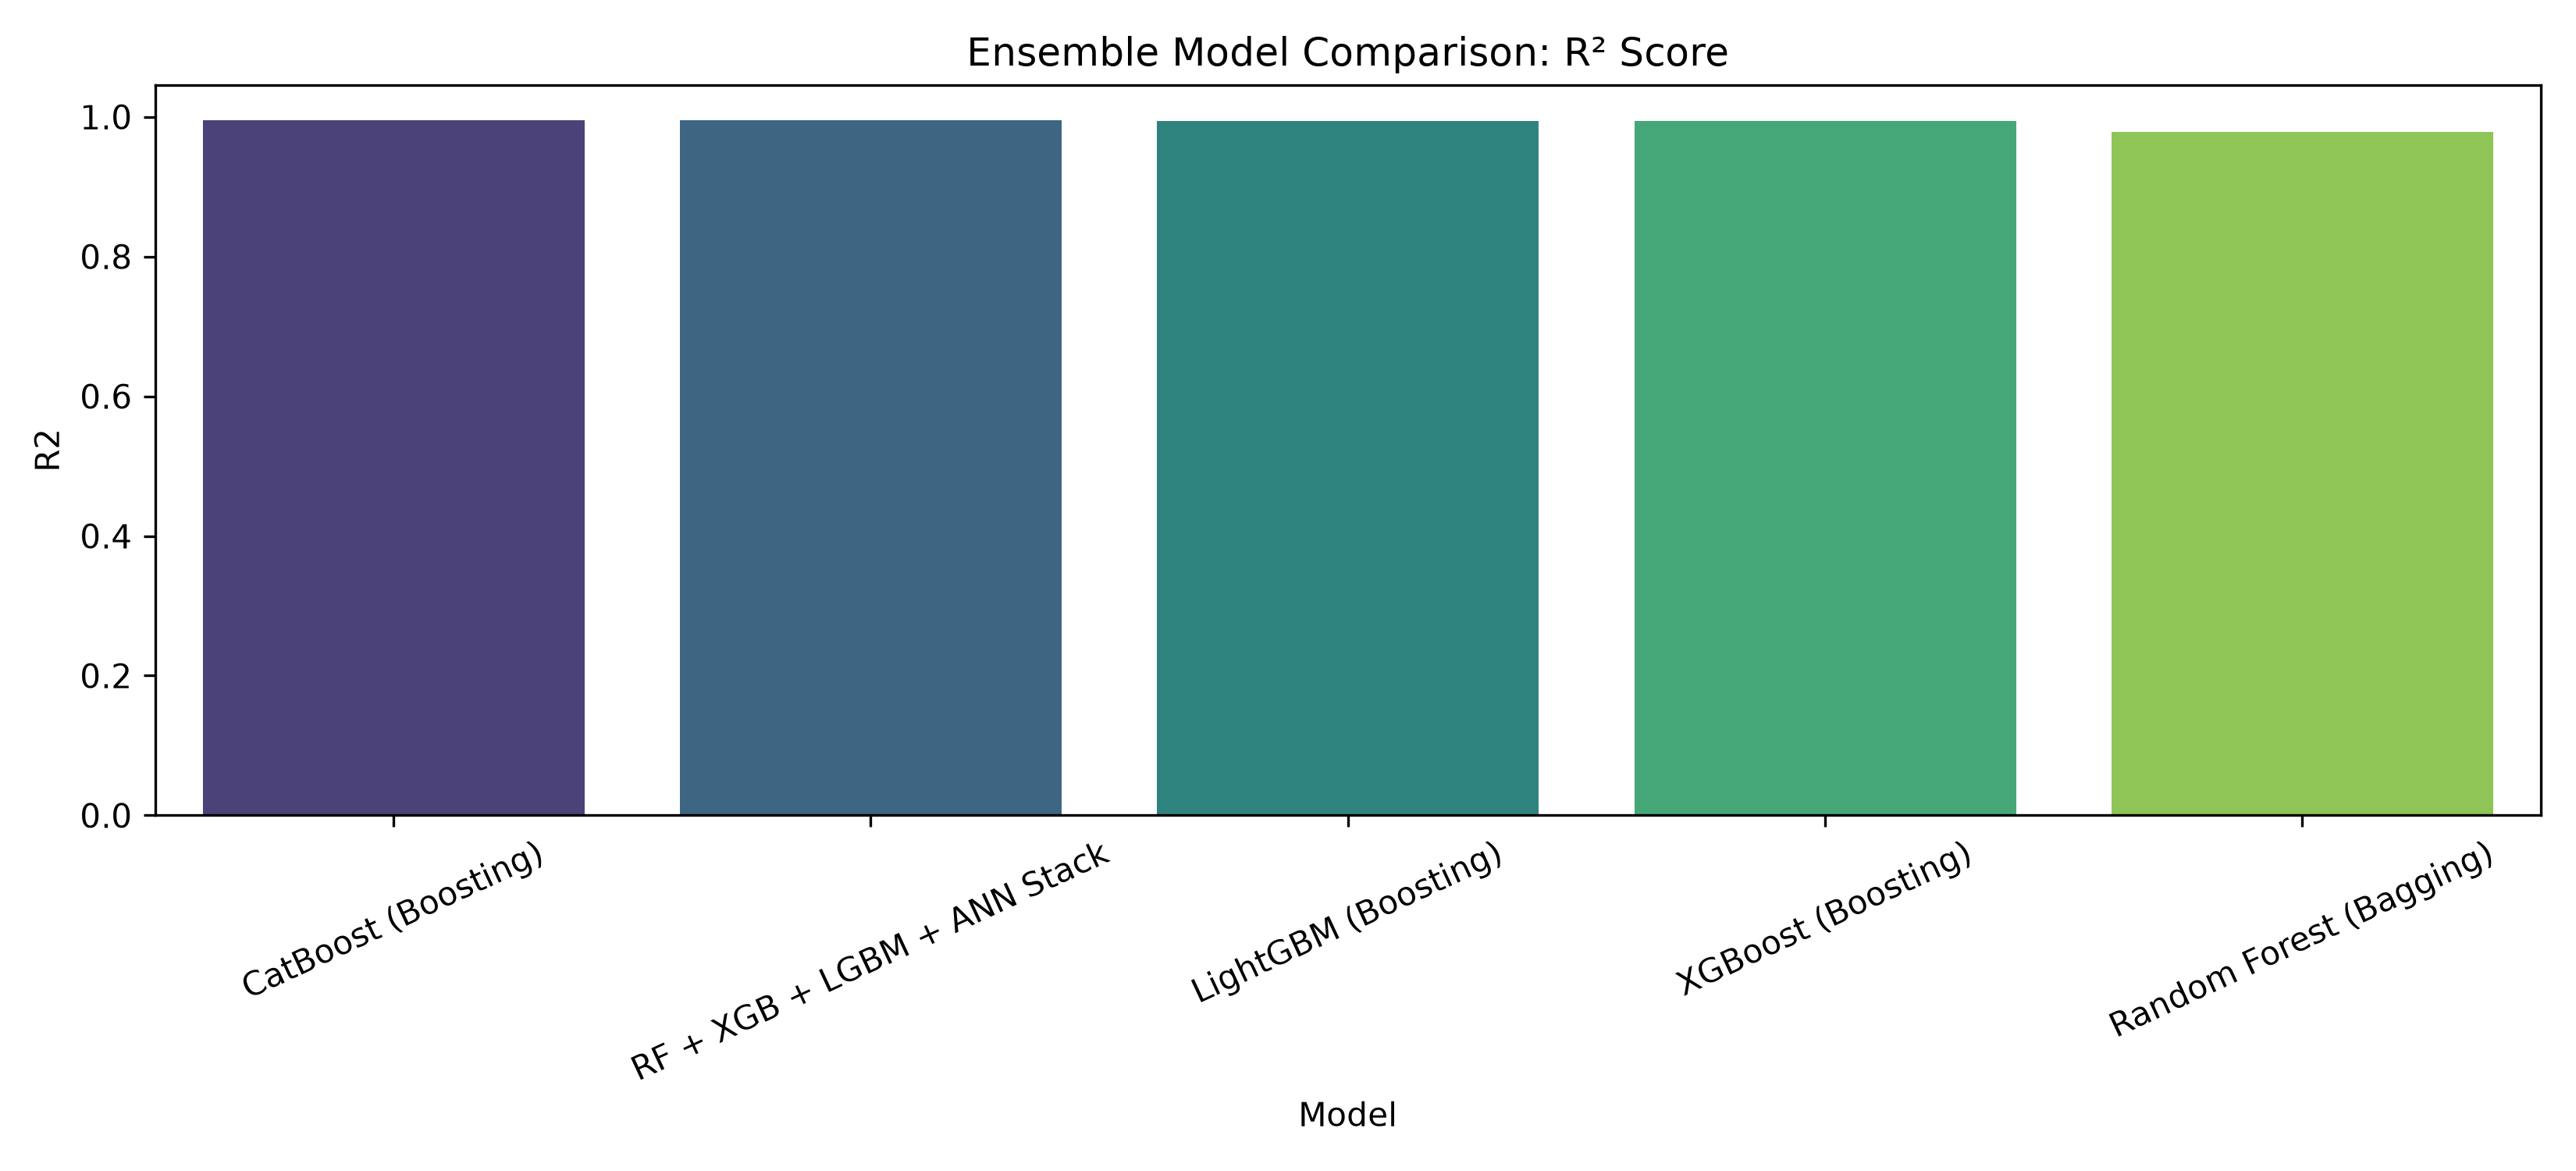 Ensemble Model Comparison: R² Score
1.0
0.8
0.6
0.4
0.2
0.0
R2
CatBoost (Boosting)
RF + XGB + LGBM + ANN Stack
LightGBM (Boosting)
XGBoost (Boosting)
Random Forest (Bagging)
Model